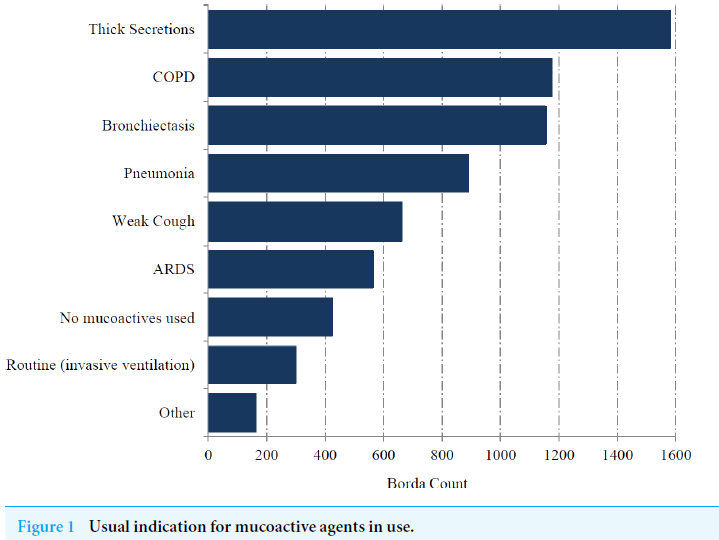 Thick Secretions
COPD
Bronchiectasis
Pneumonia
Weak Cough
ARDS
No mucoactives used
Routine (invasive ventilation)
Other
0 200 400 600 800 1000 1200 1400 1600
Borda Count
Figure 1 Usual indication for mucoactive agents in use.